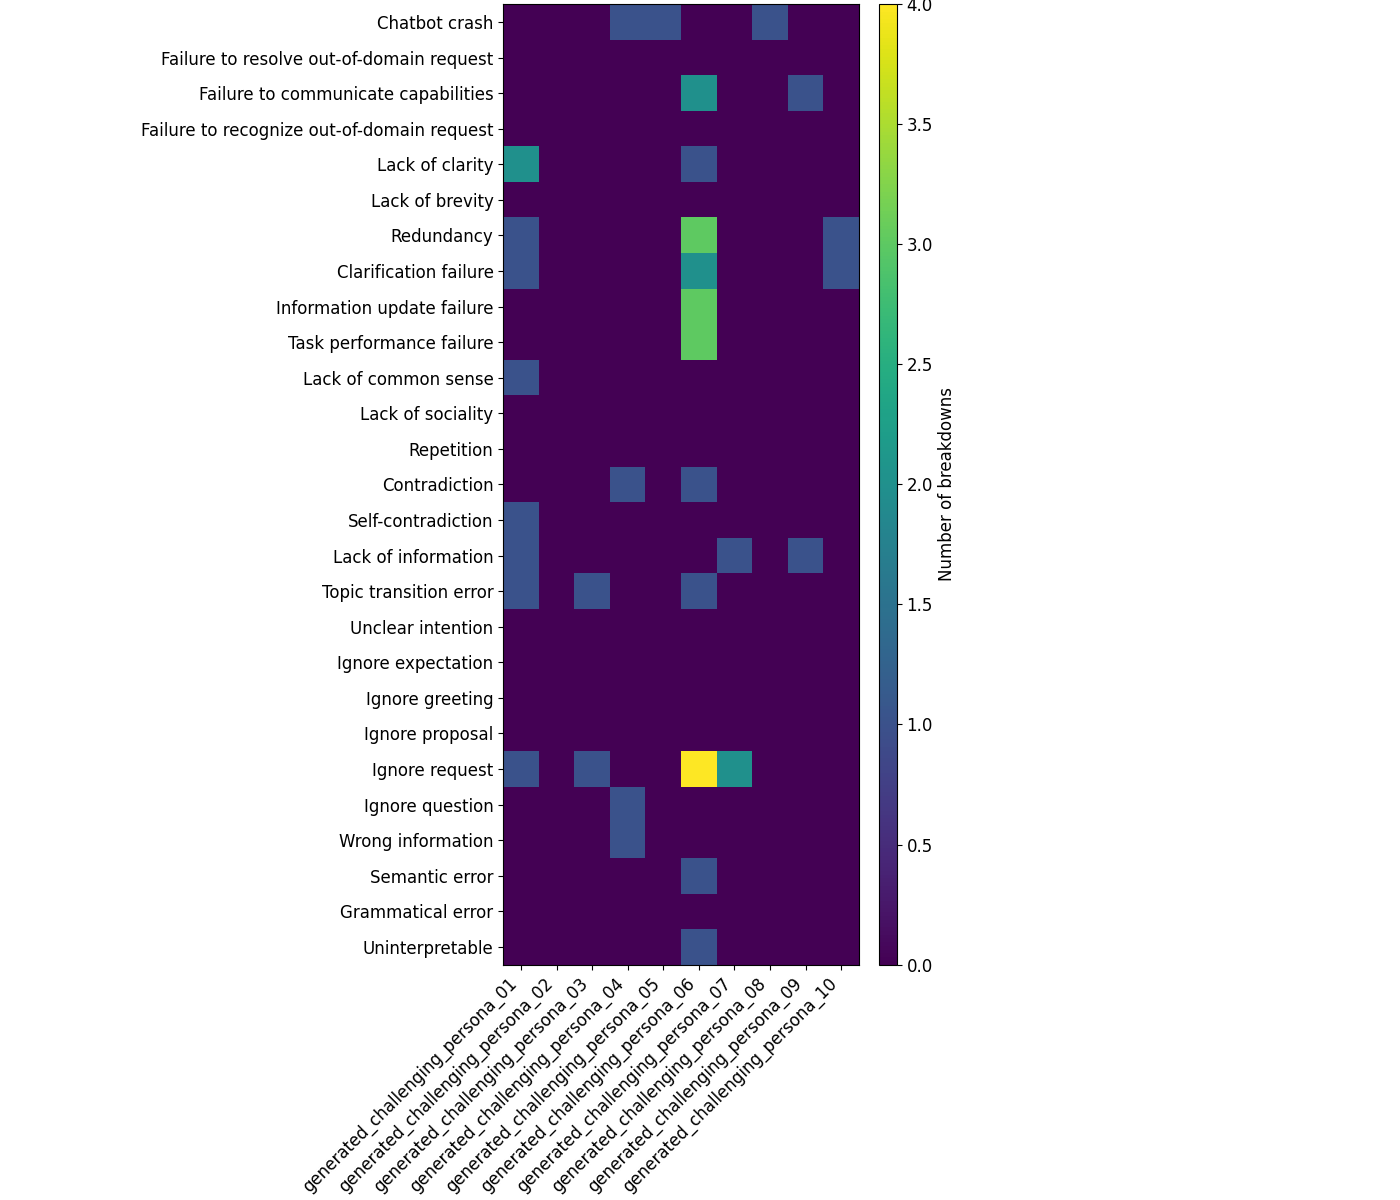 Chatbot crash
Failure to resolve out-of-domain request
Failure to communicate capabilities
Failure to recognize out-of-domain request
Lack of clarity
Lack of brevity
Redundancy
Clarification failure
Information update failure
Task performance failure
Lack of common sense
Lack of sociality
Repetition
Contradiction
Self-contradiction
Lack of information
Topic transition error
Unclear intention
Ignore expectation
Ignore greeting
Ignore proposal
Ignore request
Ignore question
Wrong information
Semantic error
Grammatical error
Uninterpretable
generated_challenging_persona_01
generated_challenging_persona_02
generated_challenging_persona_03
generated_challenging_persona_04
generated_challenging_persona_05
generated_challenging_persona_06
generated_challenging_persona_07
generated_challenging_persona_08
generated_challenging_persona_09
generated_challenging_persona_10
4.0
3.5
3.0
2.5
2.0
1.5
1.0
0.5
0.0
Number of breakdowns